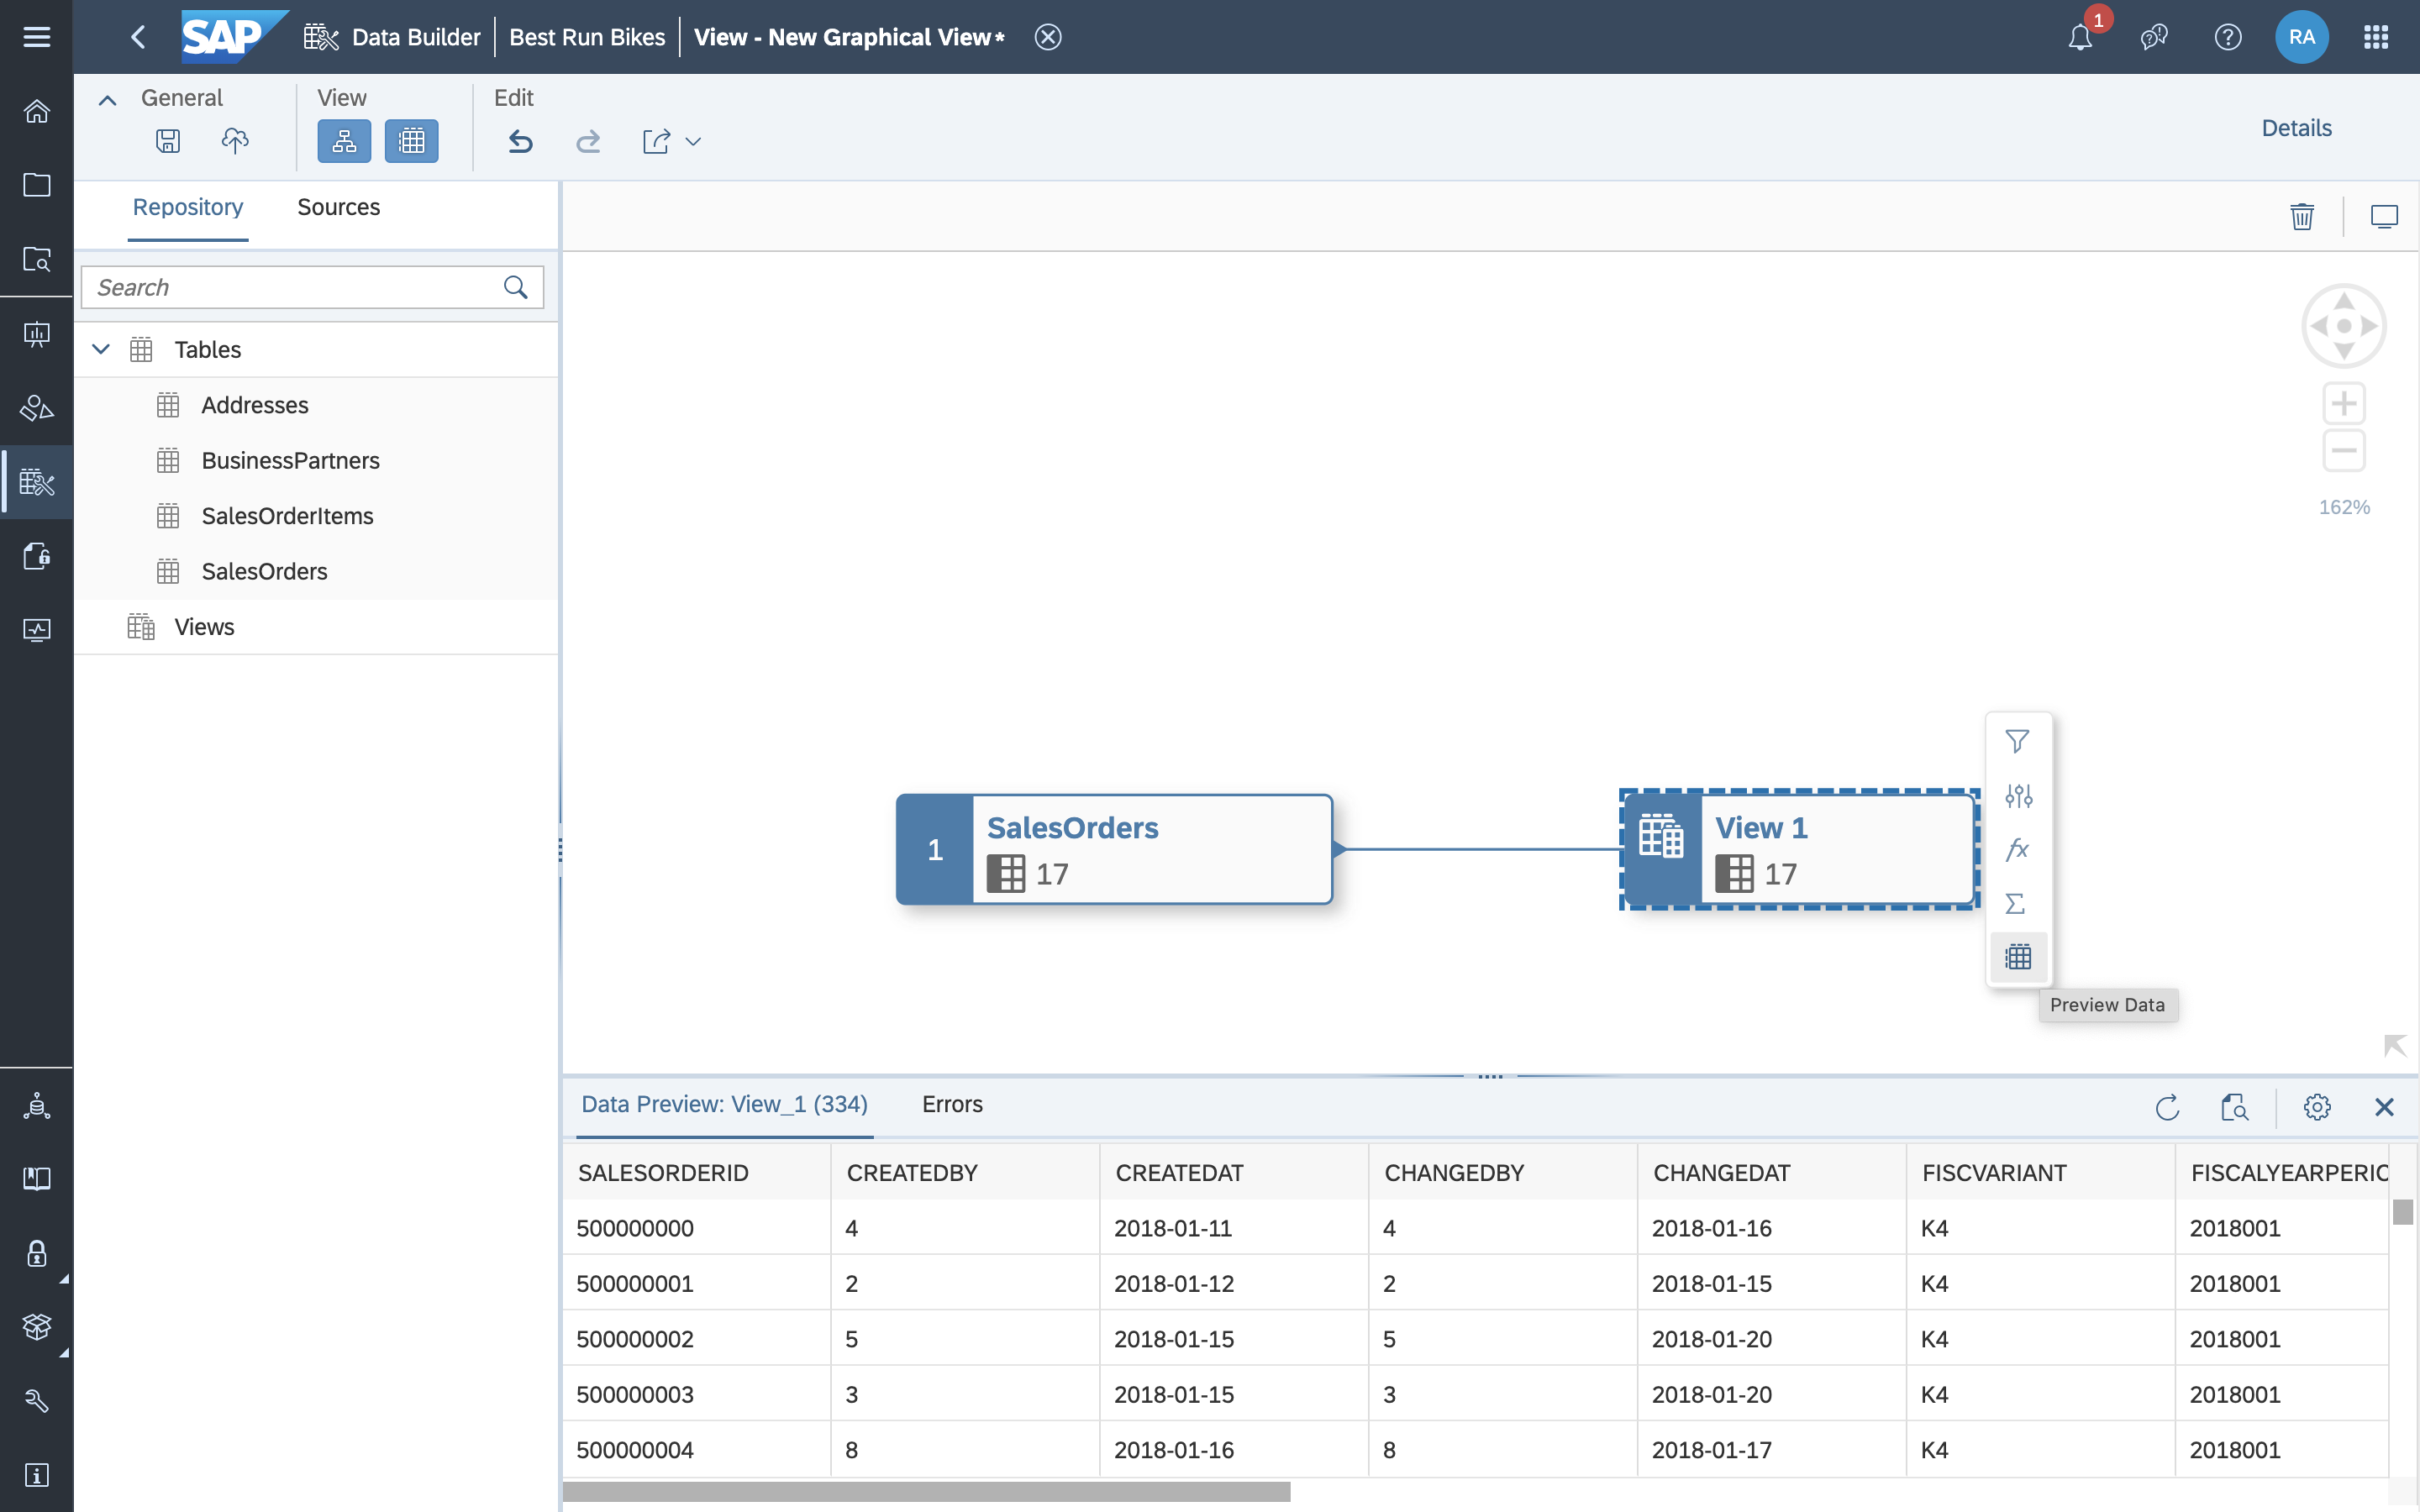 SAP Data Builder Best Run Bikes View - New Graphical View* 1 RA
General View Edit
Details
Repository Sources
Search
Tables
Addresses
BusinessPartners
SalesOrderItems
SalesOrders
Views
162%
1 SalesOrders 17
View 1 17
Preview Data
Data Preview: View_1 (334) Errors
SALESORDERID CREATEDBY CREATEDAT CHANGEDBY CHANGEDAT FISCVARIANT FISCALYEARPERIO
500000000 4 2018-01-11 4 2018-01-16 K4 2018001
500000001 2 2018-01-12 2 2018-01-15 K4 2018001
500000002 5 2018-01-15 5 2018-01-20 K4 2018001
500000003 3 2018-01-15 3 2018-01-20 K4 2018001
500000004 8 2018-01-16 8 2018-01-17 K4 2018001